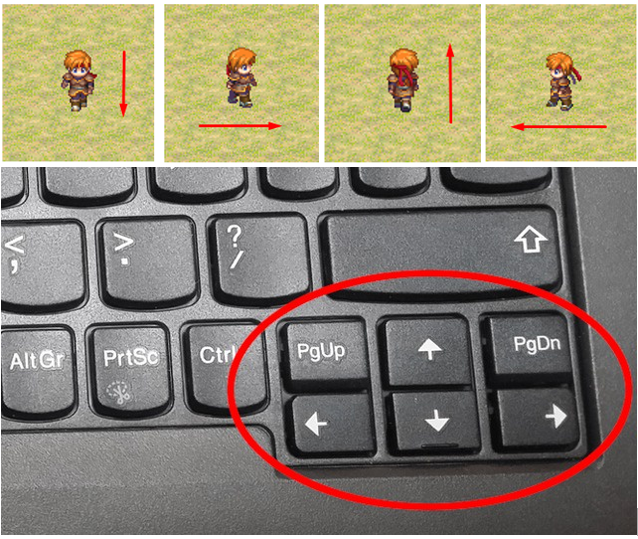 <
,
>
.
?
/
AltGr
PrtSc
Ctrl
PgUp
PgDn